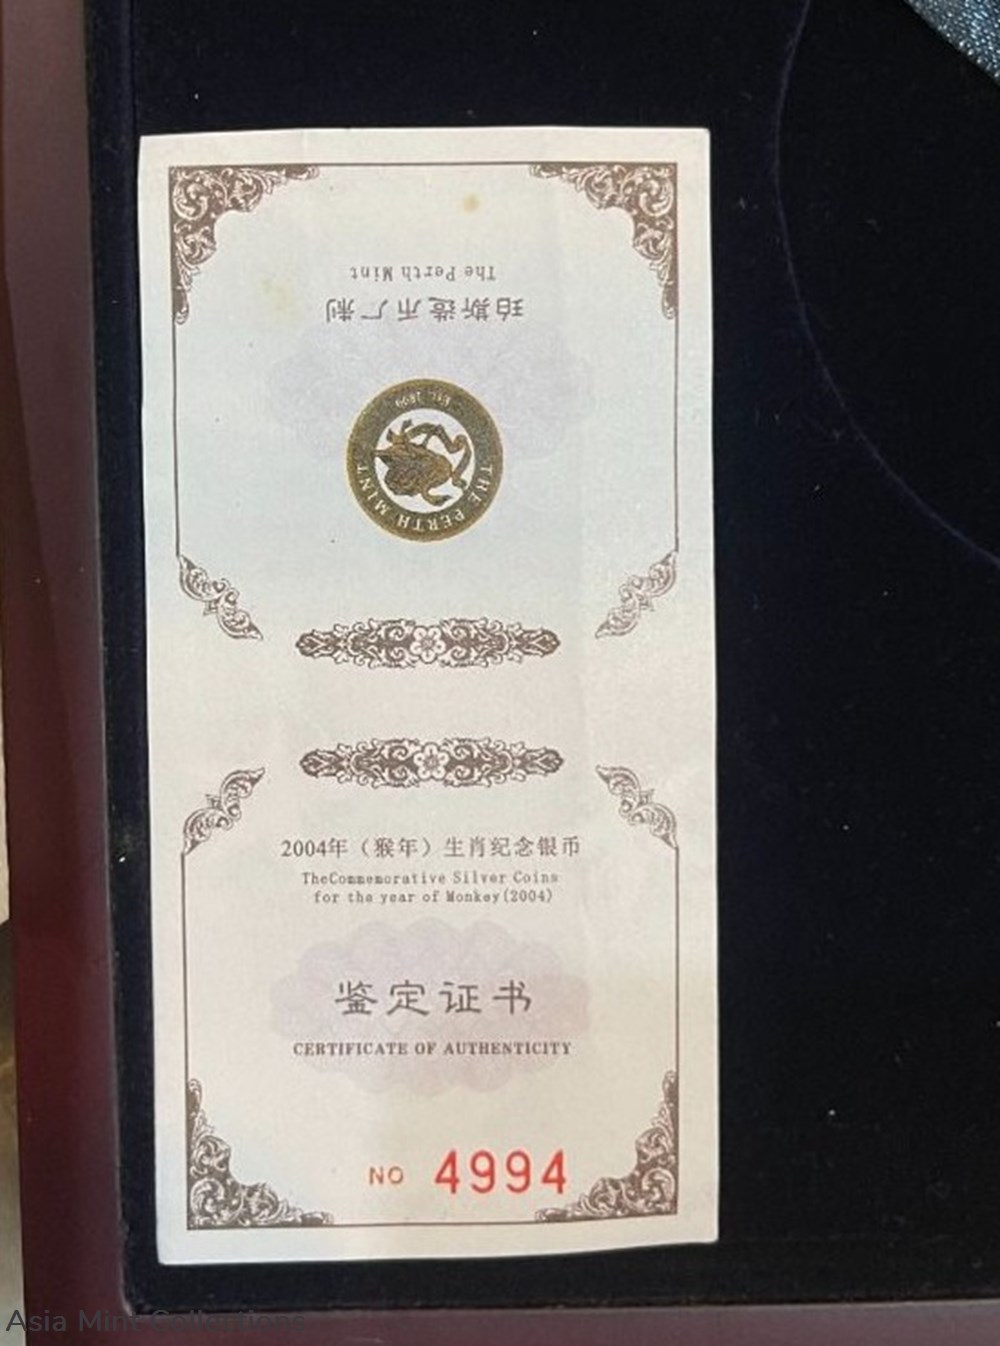 The Perth Mint
珀斯造币厂制
THE PERTH MINT
Est. 1899
2004年（猴年）生肖纪念银币
TheCommemorative Silver Coins
for the year of Monkey(2004)
鉴定证书
CERTIFICATE OF AUTHENTICITY
NO 4994
Asia Mint Collections